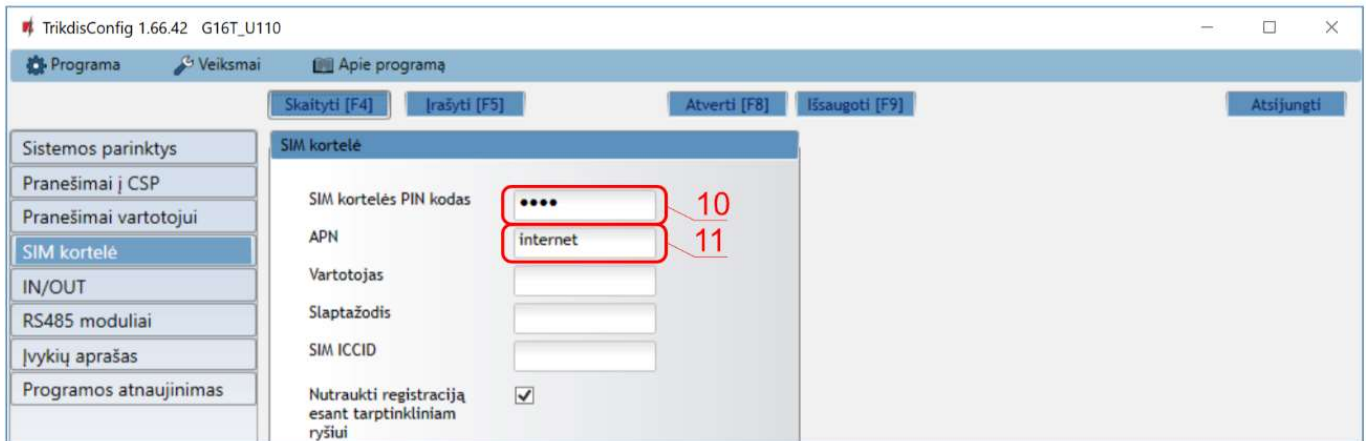 TrikdisConfig 1.66.42 G16T_U110
Programa Veiksmai Apie programą
Skaityti [F4] Įrašyti [F5] Atverti [F8] Išsaugoti [F9] Atsijungti
Sistemos parinktys
Pranešimai į CSP
Pranešimai vartotojui
SIM kortelė
IN/OUT
RS485 moduliai
Įvykių aprašas
Programos atnaujinimas
SIM kortelė
SIM kortelės PIN kodas •••• 10
APN internet 11
Vartotojas
Slaptažodis
SIM ICCID
Nutraukti registraciją
esant tarptinkliniam
ryšiui